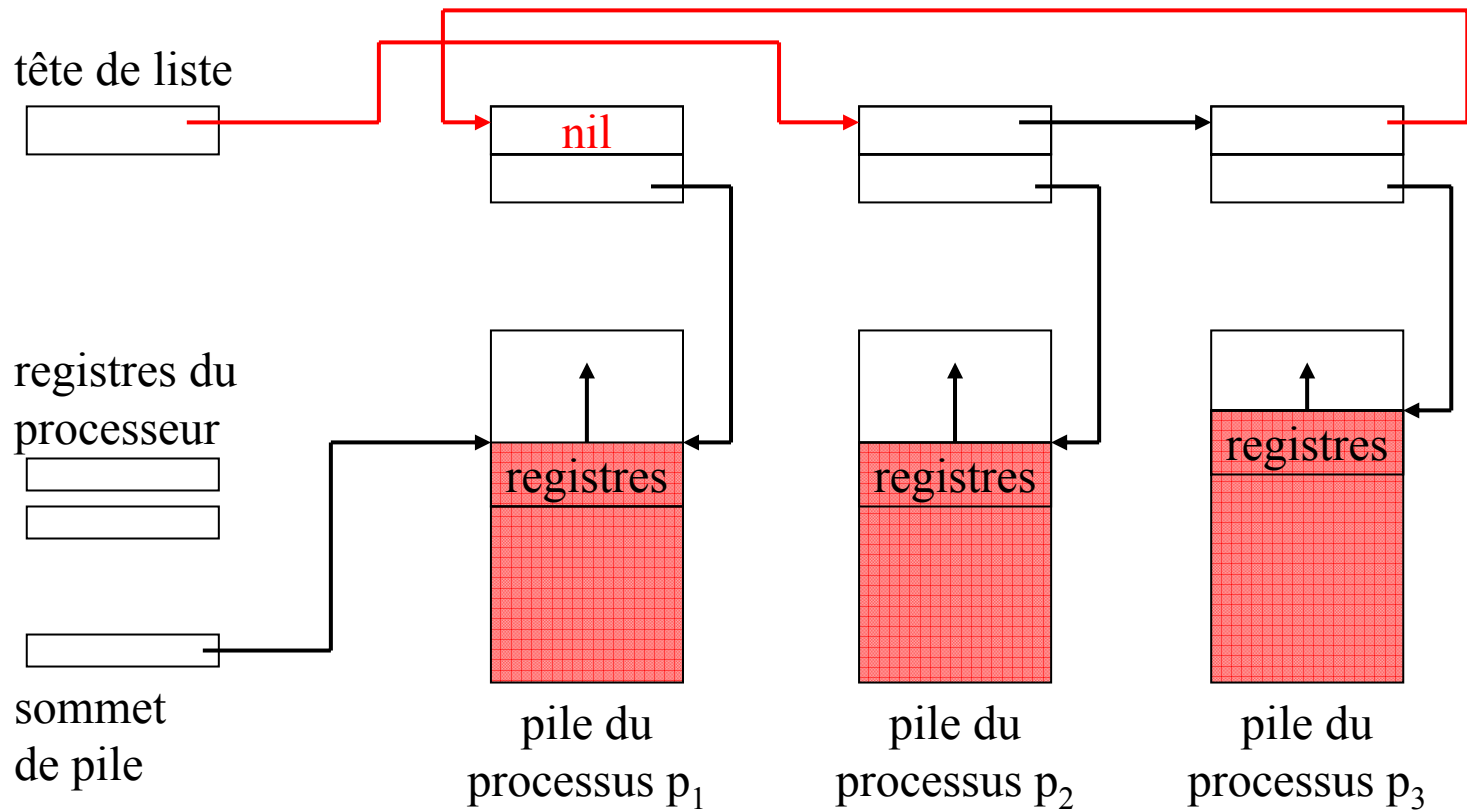 tête de liste
nil
registres du
processeur
registres
registres
registres
sommet
de pile
pile du
processus p₁
pile du
processus p₂
pile du
processus p₃